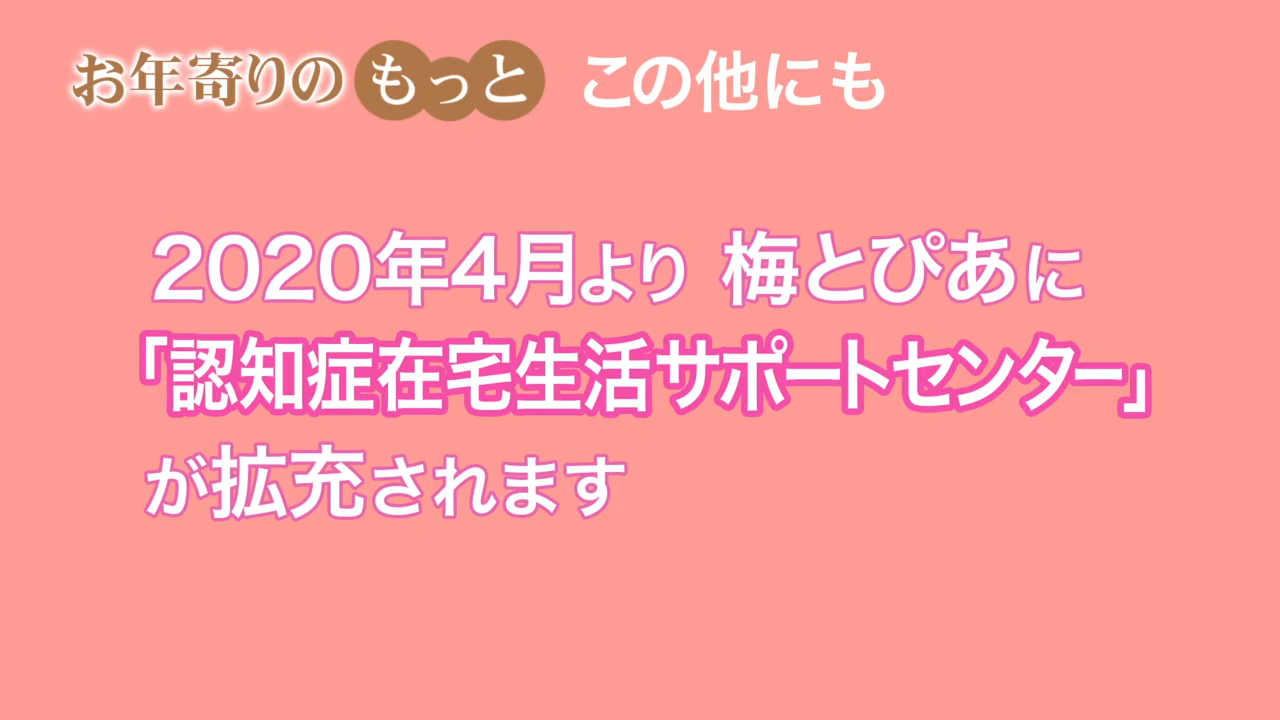 お年寄りの もっと この他にも
2020年4月より 梅とぴあに
「認知症在宅生活サポートセンター」
が拡充されます